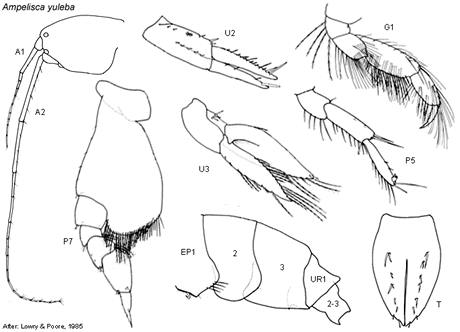 Ampelisca yuleba
A1
U2
G1
A2
U3
P5
P7
EP1
2
3
UR1
2-3
T
After: Lowry & Poore, 1985